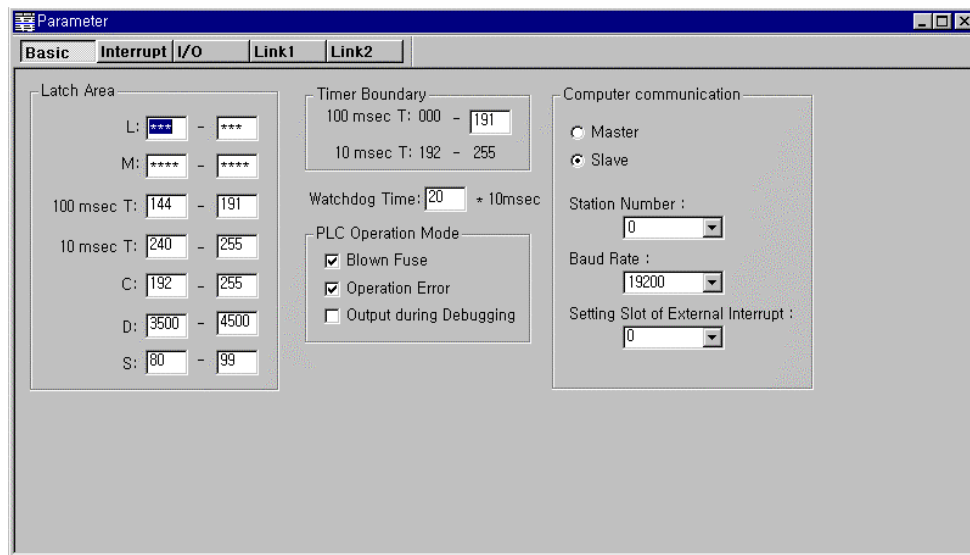 Parameter
Basic Interrupt I/O Link1 Link2
Latch Area
L: *** - ***
M: **** - ****
100 msec T: 144 - 191
10 msec T: 240 - 255
C: 192 - 255
D: 3500 - 4500
S: 80 - 99
Timer Boundary
100 msec T: 000 - 191
10 msec T: 192 - 255
Watchdog Time: 20 * 10msec
PLC Operation Mode
Blown Fuse
Operation Error
Output during Debugging
Computer communication
Master
Slave
Station Number :
0
Baud Rate :
19200
Setting Slot of External Interrupt :
0